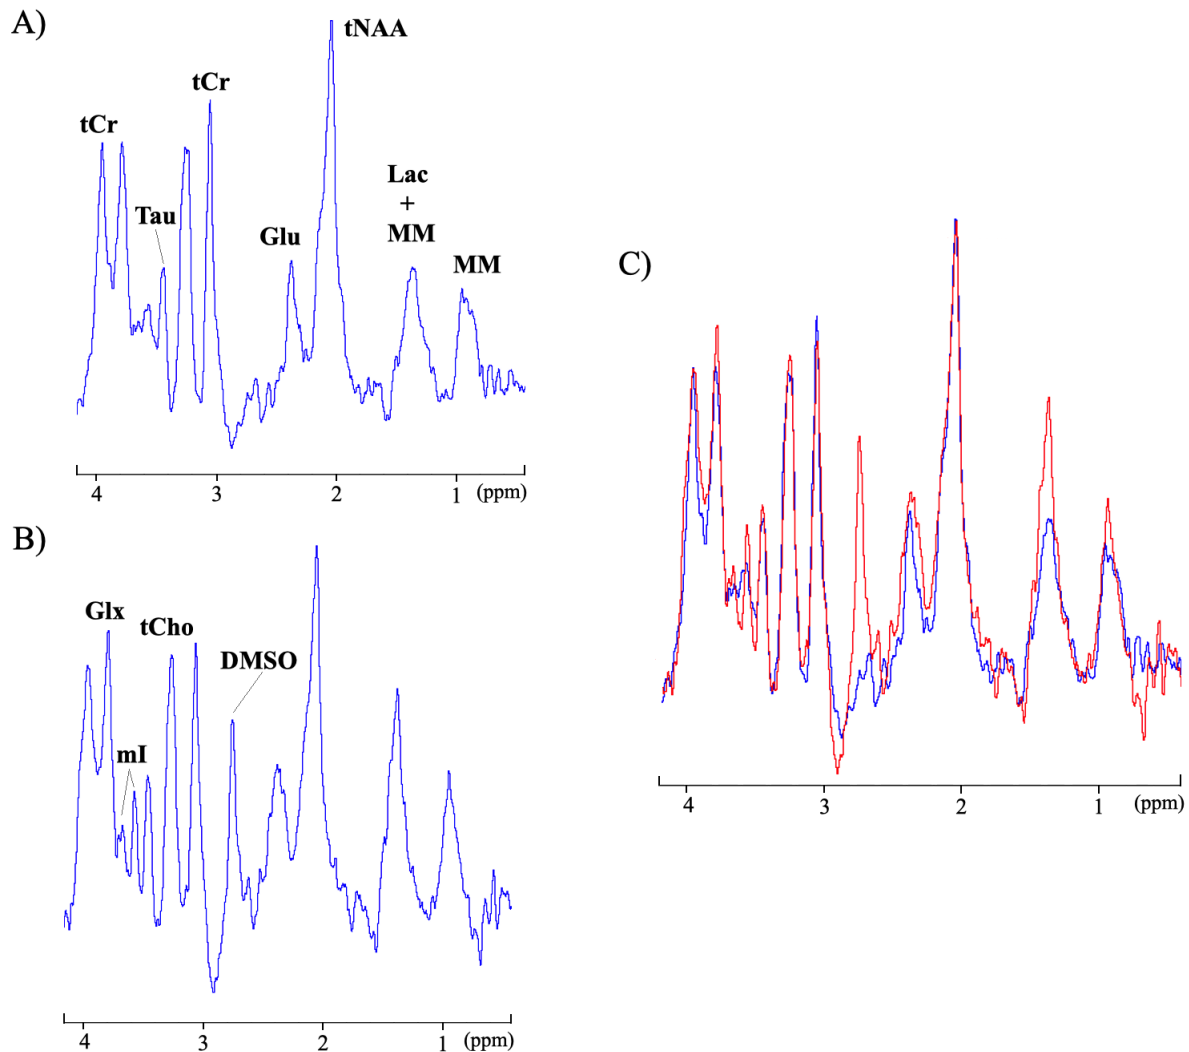 A)
tNAA
tCr
tCr
Tau
Glu
Lac
+
MM
MM
4 3 2 1 (ppm)
B)
Glx
tCho
DMSO
mI
4 3 2 1 (ppm)
C)
4 3 2 1 (ppm)